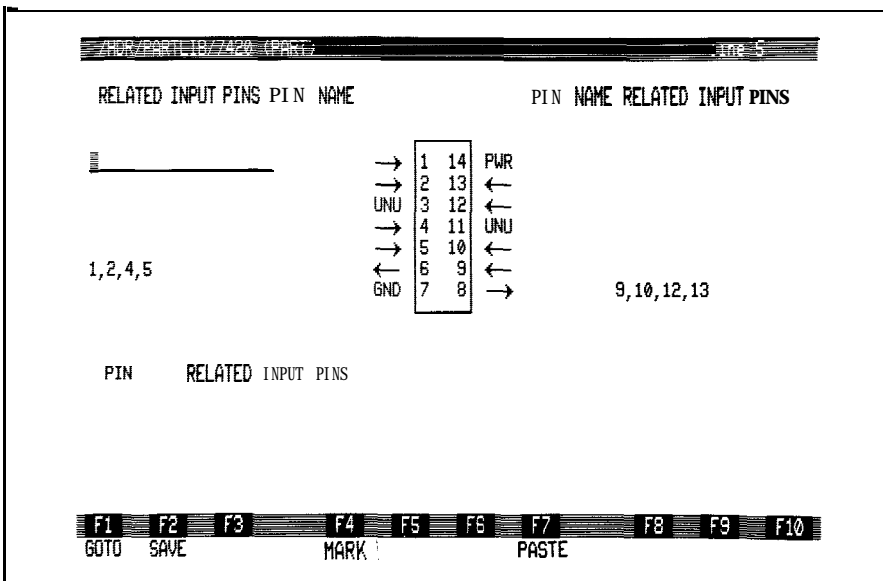 /HDR/PARTLIB/7420 (PART) Line 5
RELATED INPUT PINS PIN NAME PIN NAME RELATED INPUT PINS
→ 1 14 PWR
→ 2 13 ←
UNU 3 12 ←
→ 4 11 UNU
→ 5 10 ←
1,2,4,5 ← 6 9 ←
GND 7 8 → 9,10,12,13
PIN RELATED INPUT PINS
F1 F2 F3 F4 F5 F6 F7 F8 F9 F10
GOTO SAVE MARK PASTE